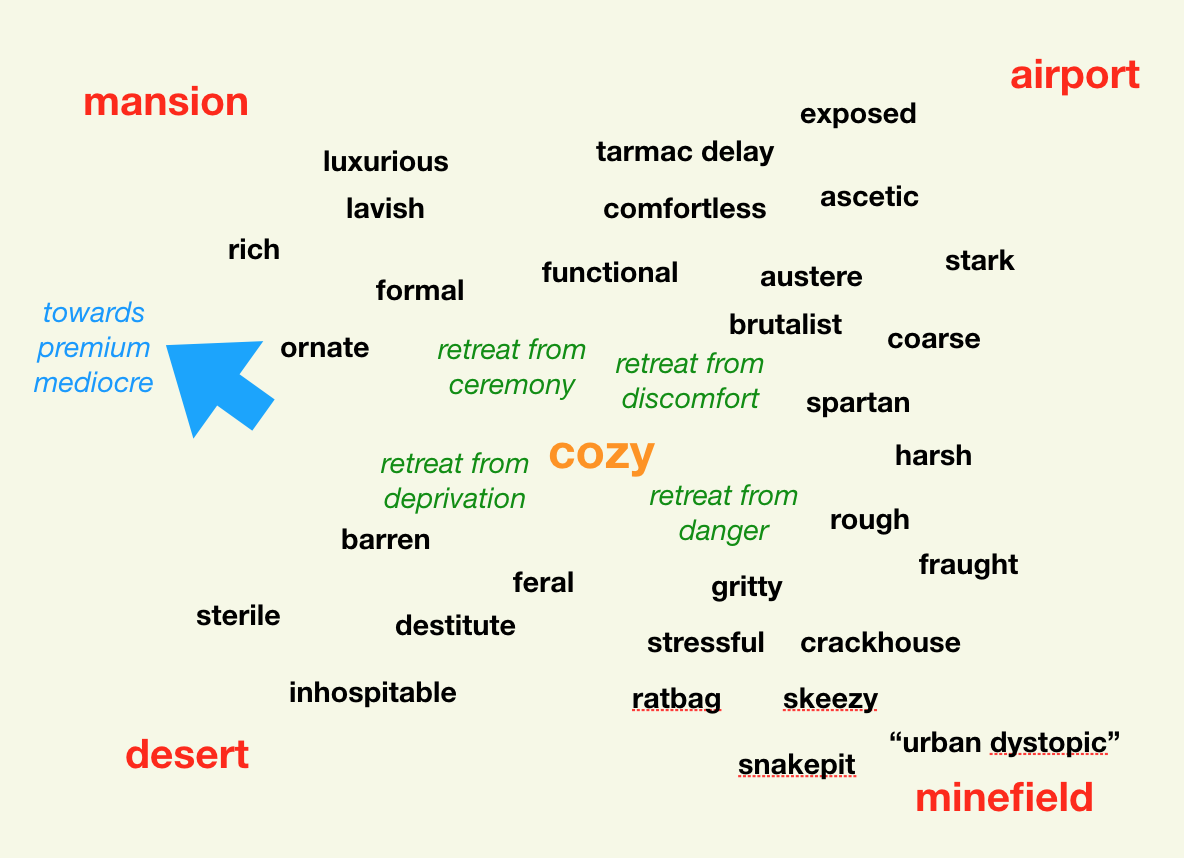 airport
mansion
exposed
tarmac delay
luxurious
ascetic
lavish
comfortless
rich
stark
functional
austere
formal
towards
premium
mediocre
brutalist
coarse
ornate
retreat from
ceremony
retreat from
discomfort
spartan
cozy
harsh
retreat from
deprivation
retreat from
danger
rough
barren
fraught
feral
gritty
sterile
destitute
stressful
crackhouse
inhospitable
ratbag
skeezy
“urban dystopic”
desert
snakepit
minefield